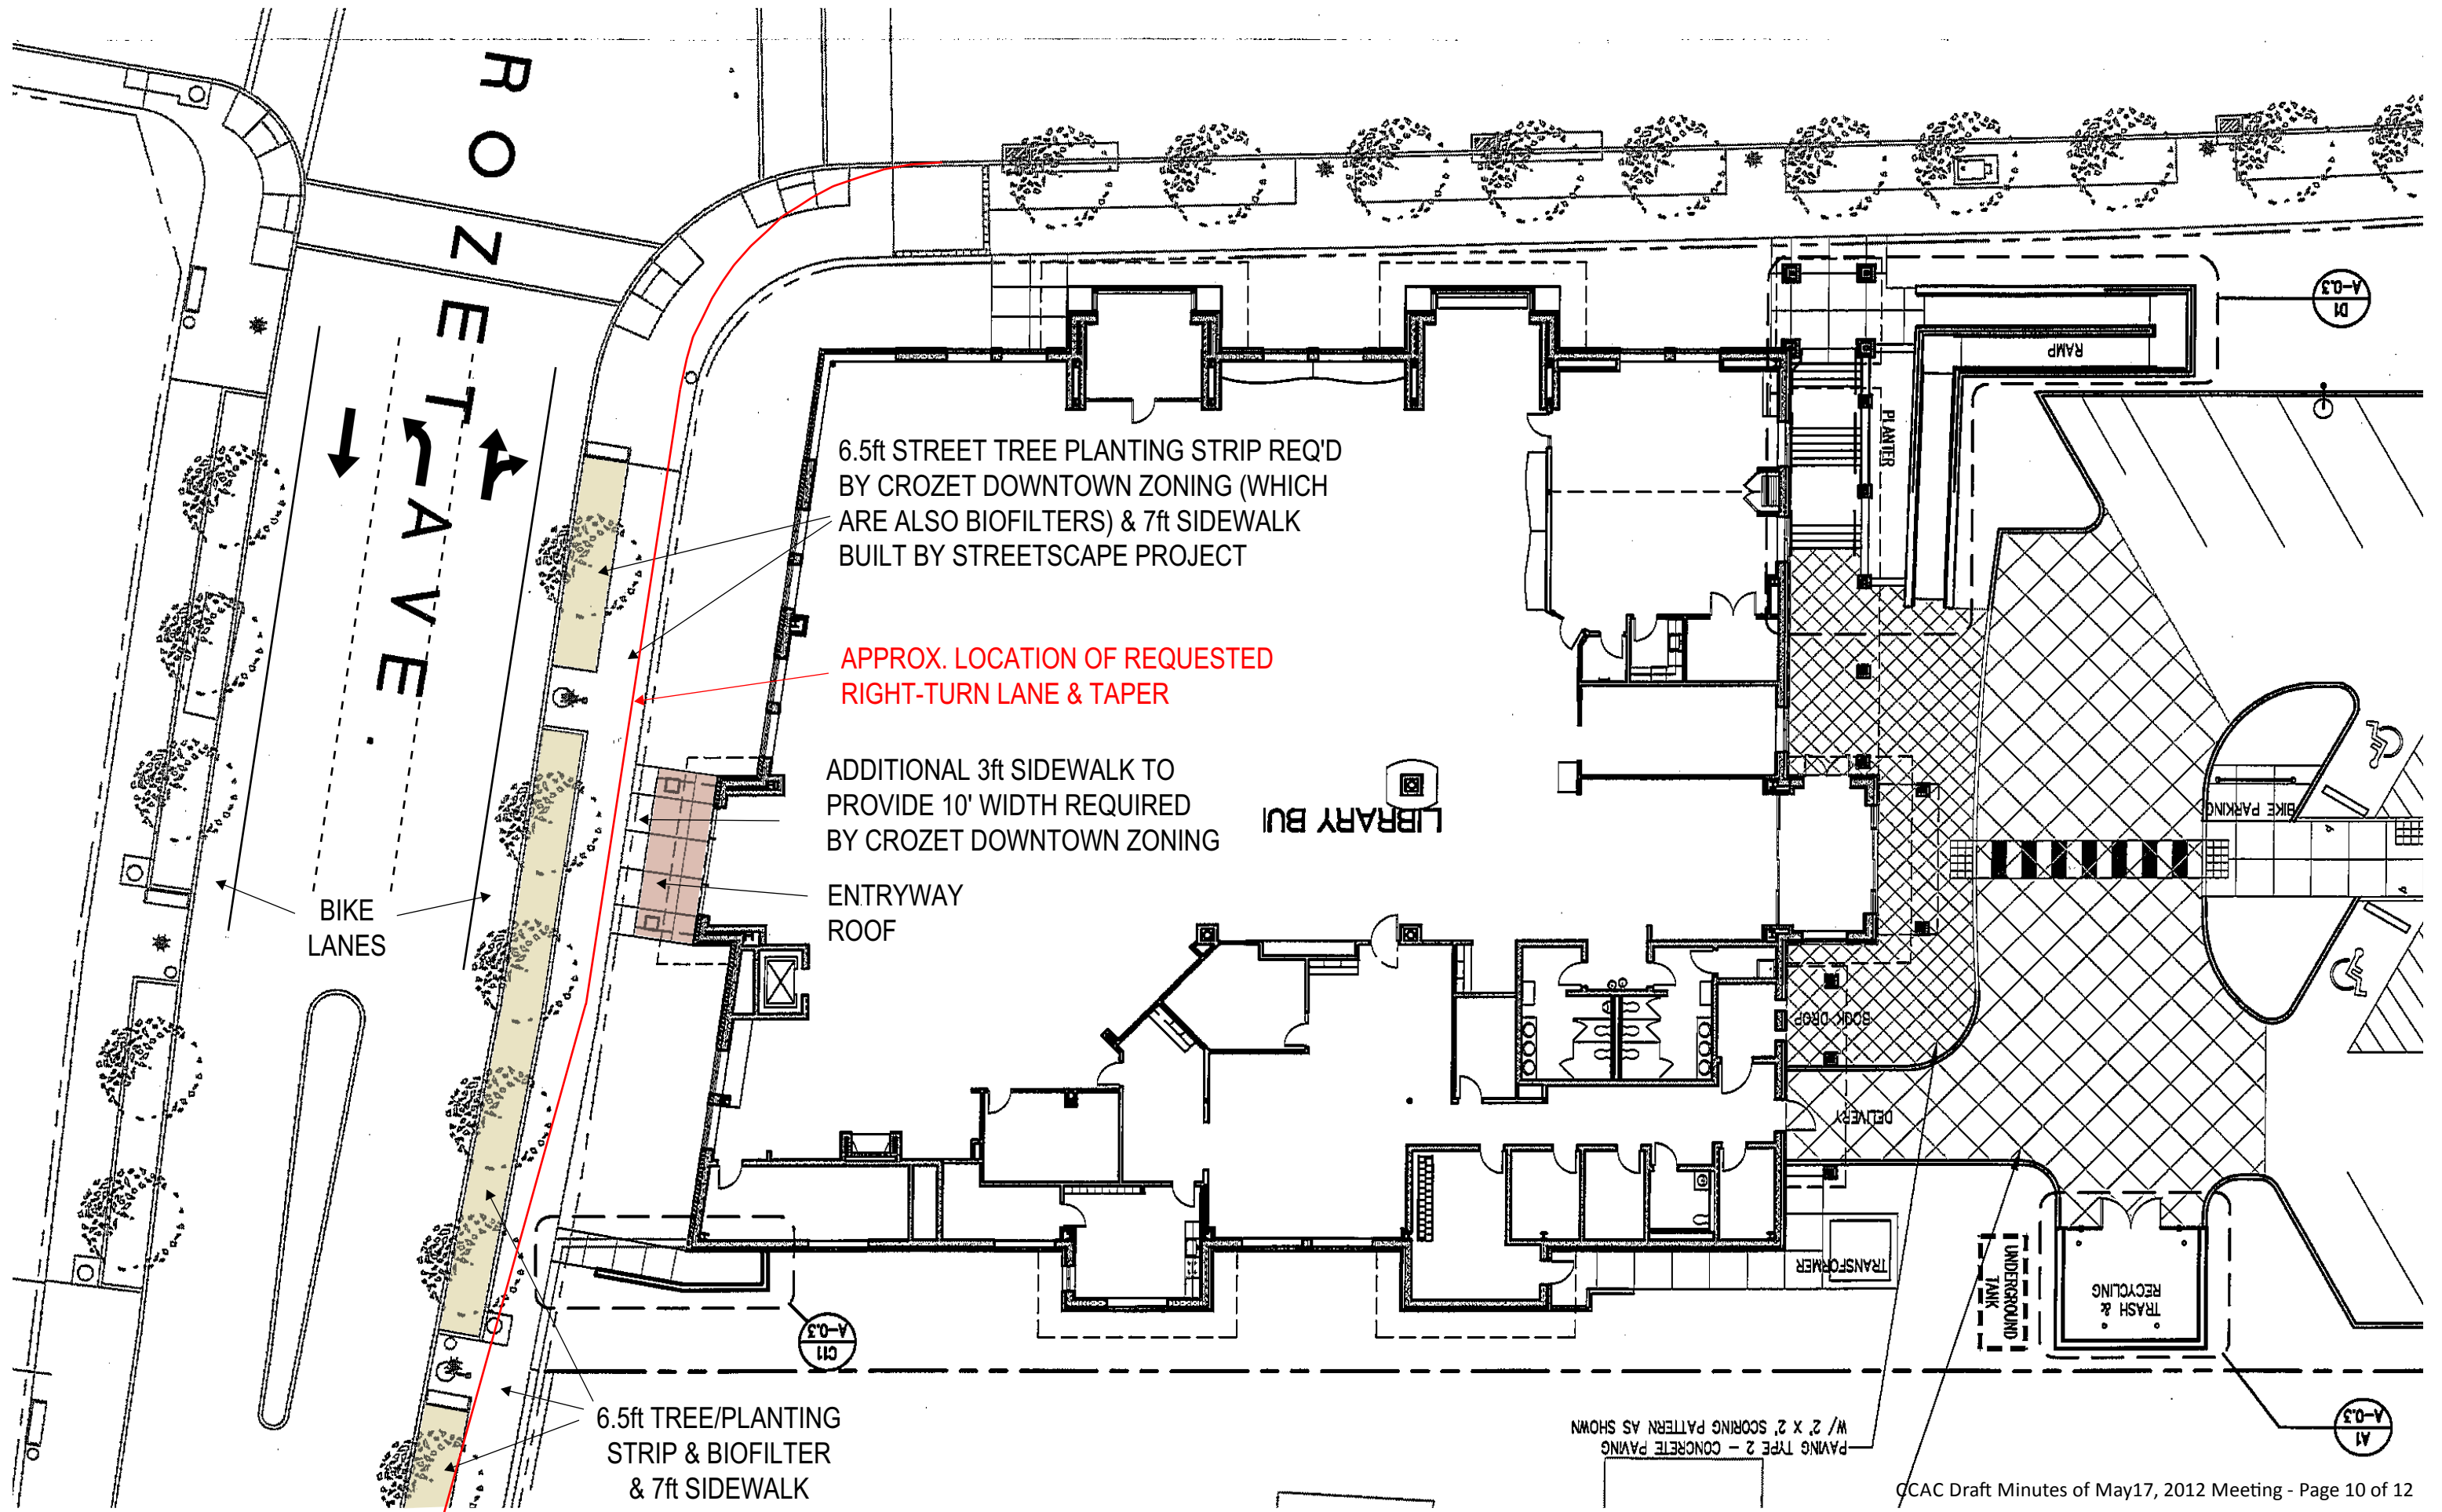 CROZET AVE.
6.5ft STREET TREE PLANTING STRIP REQ'D
BY CROZET DOWNTOWN ZONING (WHICH
ARE ALSO BIOFILTERS) & 7ft SIDEWALK
BUILT BY STREETSCAPE PROJECT
APPROX. LOCATION OF REQUESTED
RIGHT-TURN LANE & TAPER
ADDITIONAL 3ft SIDEWALK TO
PROVIDE 10' WIDTH REQUIRED
BY CROZET DOWNTOWN ZONING
ENTRYWAY
ROOF
BIKE
LANES
LIBRARY BUI
D1
A-0.3
RAMP
PLANTER
BIKE PARKING
BOOK DROP
DELIVERY
TRANSFORMER
UNDERGROUND
TANK
TRASH &
RECYCLING
C11
A-0.3
A1
A-0.3
6.5ft TREE/PLANTING
STRIP & BIOFILTER
& 7ft SIDEWALK
PAVING TYPE 2 - CONCRETE PAVING
W/ 2' X 2' SCORING PATTERN AS SHOWN
CCAC Draft Minutes of May17, 2012 Meeting - Page 10 of 12